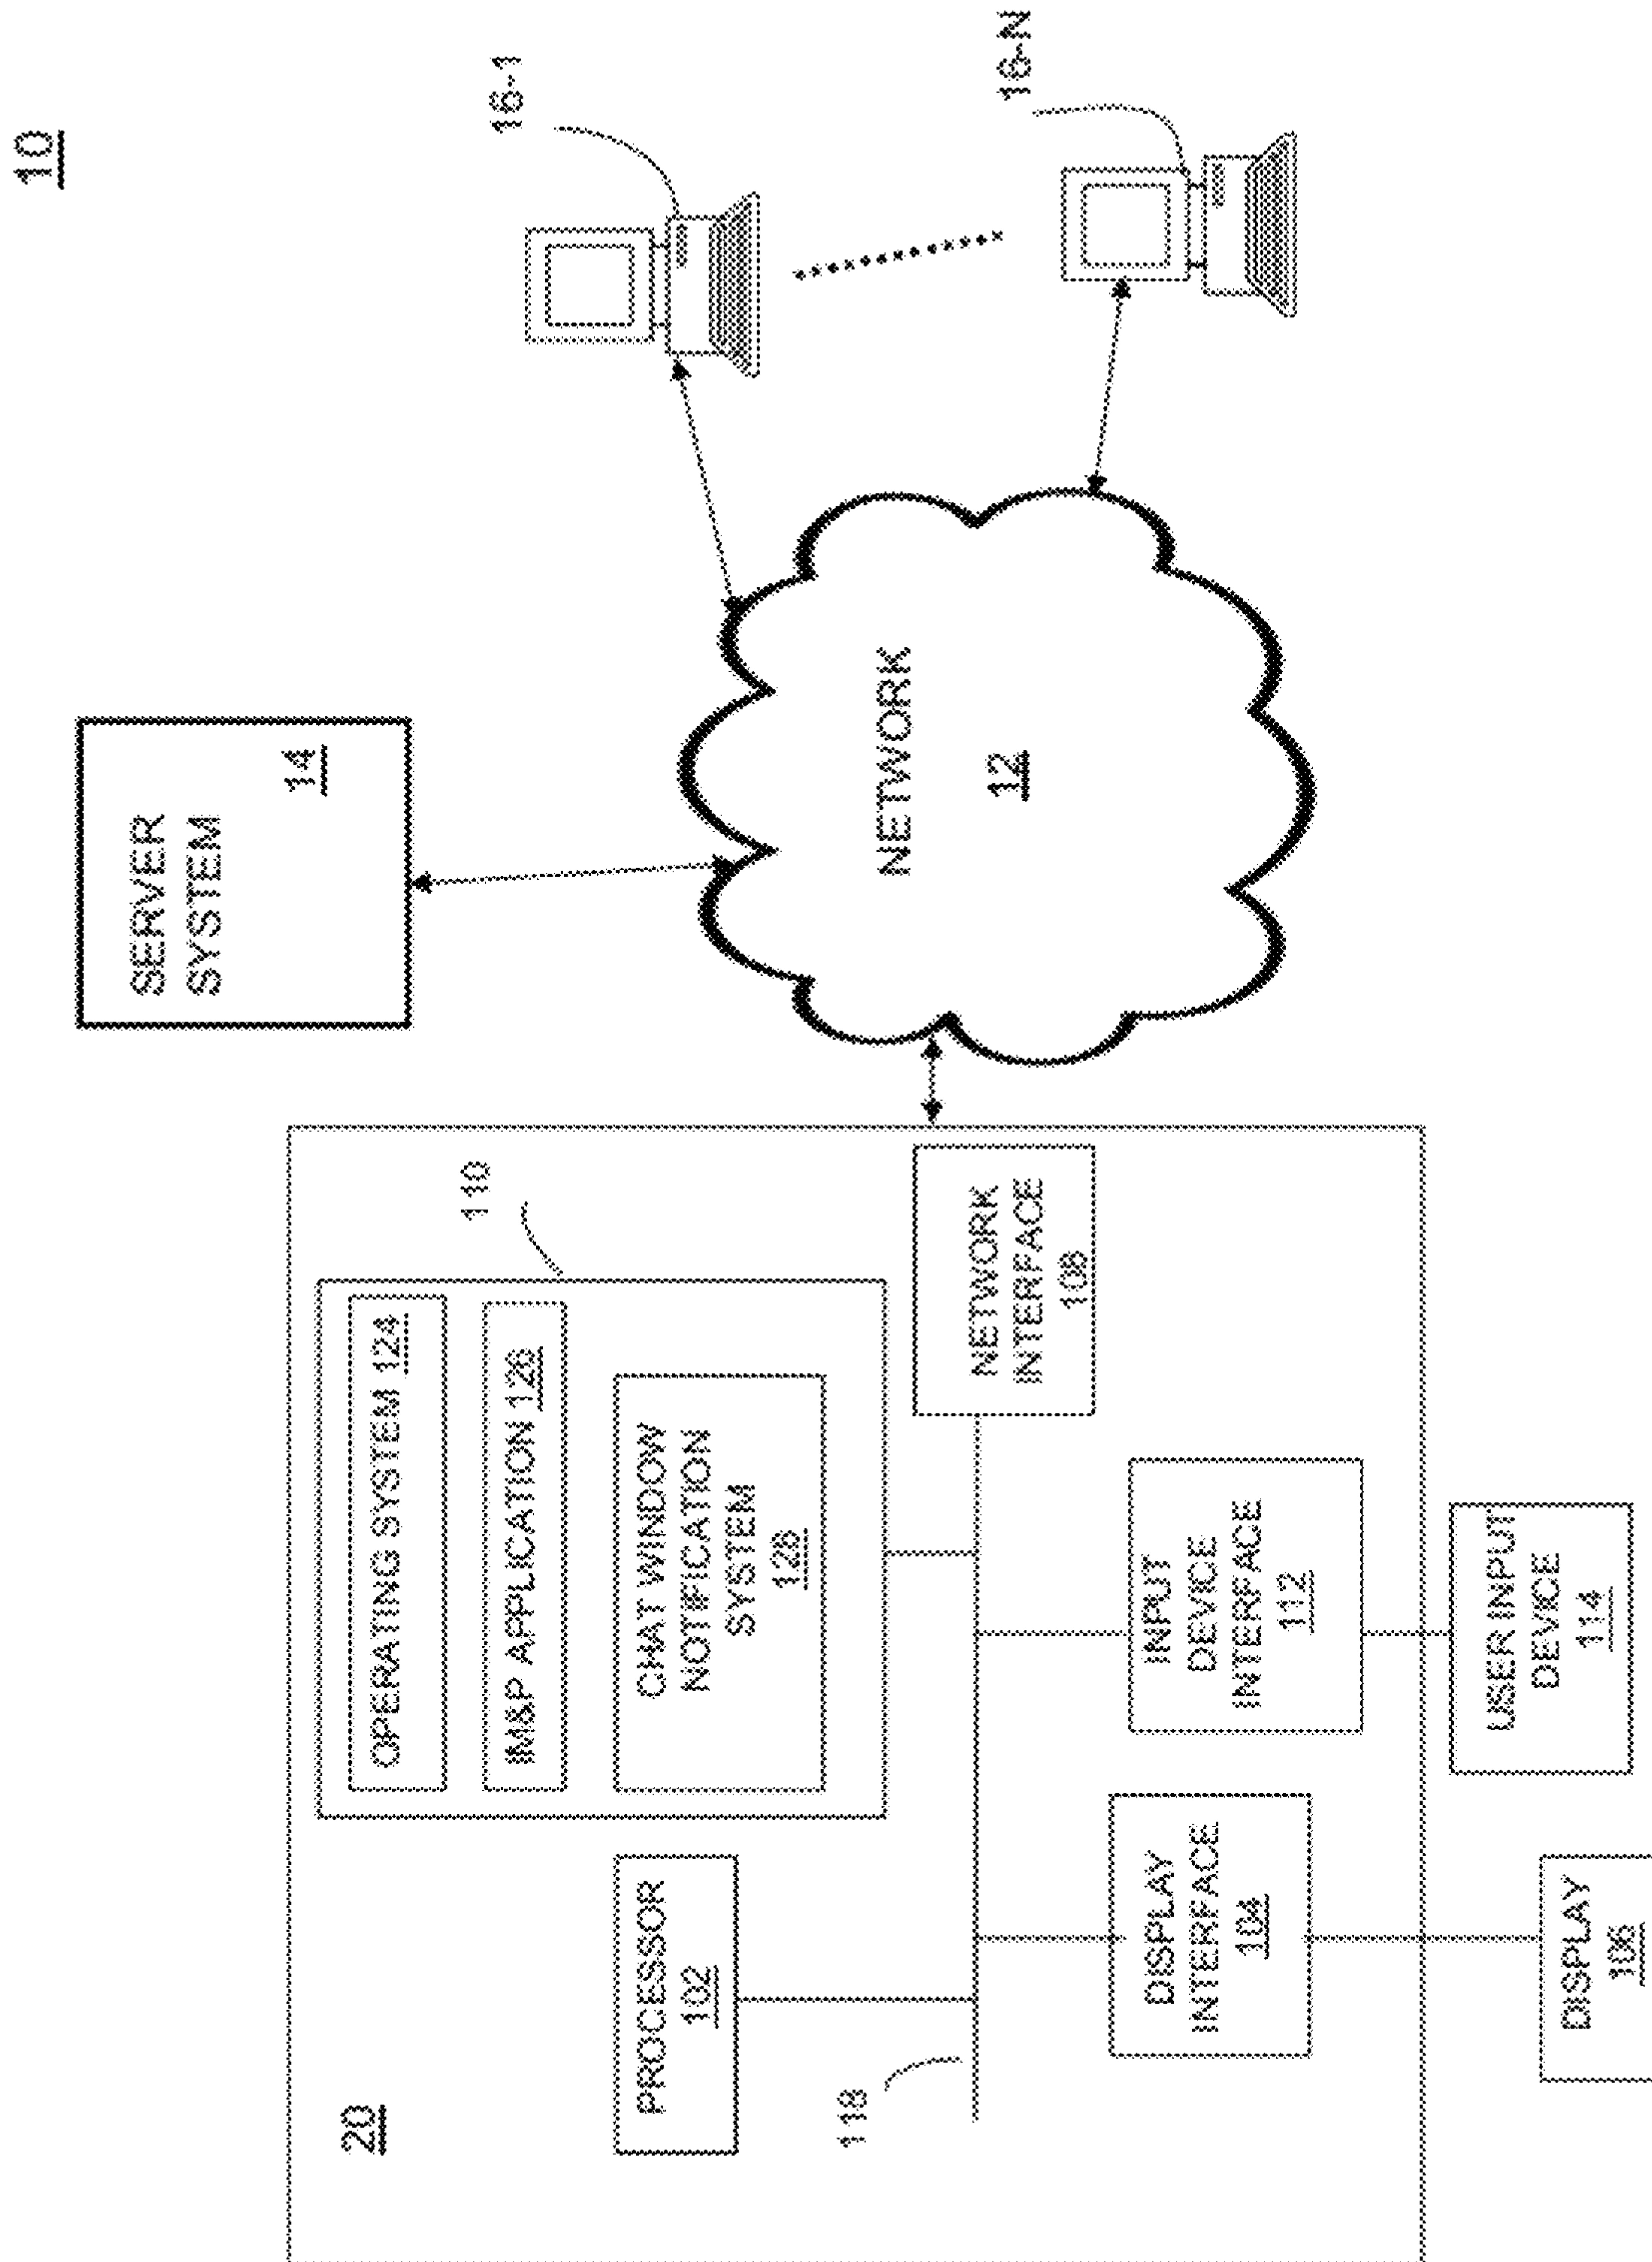 10
SERVER
SYSTEM
14
20
OPERATING SYSTEM 124
110
IM&P APPLICATION 126
16-1
PROCESSOR
102
CHAT WINDOW
NOTIFICATION
SYSTEM
128
118
NETWORK
12
NETWORK
INTERFACE
108
16-N
DISPLAY
INTERFACE
104
INPUT
DEVICE
INTERFACE
112
USER INPUT
DEVICE
114
DISPLAY
106